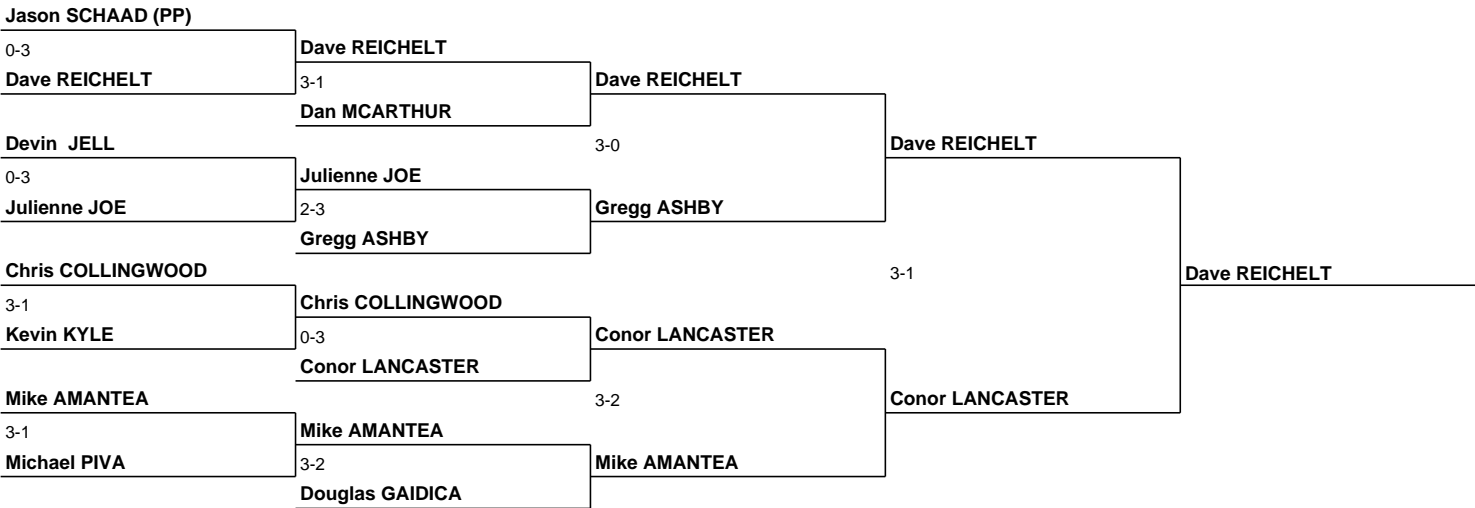 Jason SCHAAD (PP)
0-3
Dave REICHELT
Dave REICHELT
3-1
Dan MCARTHUR
Dave REICHELT
Devin  JELL
0-3
Julienne JOE
Julienne JOE
2-3
Gregg ASHBY
3-0
Gregg ASHBY
Dave REICHELT
Chris COLLINGWOOD
3-1
Kevin KYLE
Chris COLLINGWOOD
0-3
Conor LANCASTER
Conor LANCASTER
Mike AMANTEA
3-1
Michael PIVA
Mike AMANTEA
3-2
Douglas GAIDICA
3-2
Mike AMANTEA
3-1
Conor LANCASTER
Dave REICHELT